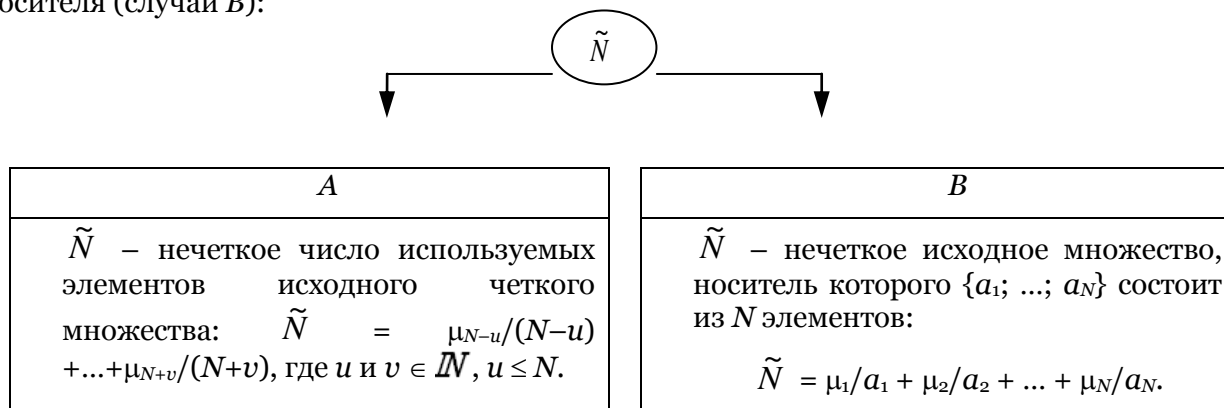 осителя (случай B):
Ñ
A
Ñ – нечеткое число используемых
элементов исходного четкого
множества: Ñ = μN−u/(N−u)
+...+μN+v/(N+v), где u и v ∈ ℕ, u ≤ N.
B
Ñ – нечеткое исходное множество,
носитель которого {a₁; ...; aN} состоит
из N элементов:
Ñ = μ₁/a₁ + μ₂/a₂ + ... + μN/aN.